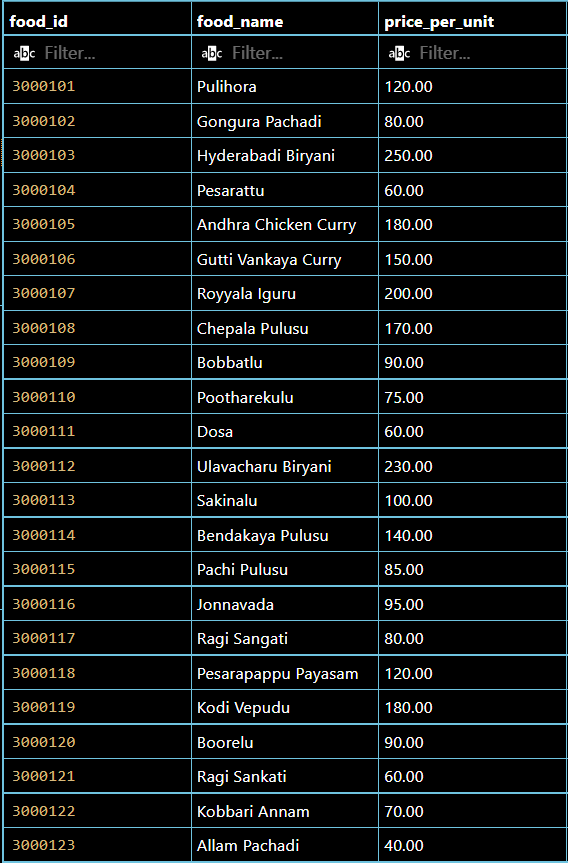 food_id food_name price_per_unit
abc Filter... abc Filter... abc Filter...
3000101 Pulihora 120.00
3000102 Gongura Pachadi 80.00
3000103 Hyderabadi Biryani 250.00
3000104 Pesarattu 60.00
3000105 Andhra Chicken Curry 180.00
3000106 Gutti Vankaya Curry 150.00
3000107 Royyala Iguru 200.00
3000108 Chepala Pulusu 170.00
3000109 Bobbatlu 90.00
3000110 Pootharekulu 75.00
3000111 Dosa 60.00
3000112 Ulavacharu Biryani 230.00
3000113 Sakinalu 100.00
3000114 Bendakaya Pulusu 140.00
3000115 Pachi Pulusu 85.00
3000116 Jonnavada 95.00
3000117 Ragi Sangati 80.00
3000118 Pesarapappu Payasam 120.00
3000119 Kodi Vepudu 180.00
3000120 Boorelu 90.00
3000121 Ragi Sankati 60.00
3000122 Kobbari Annam 70.00
3000123 Allam Pachadi 40.00